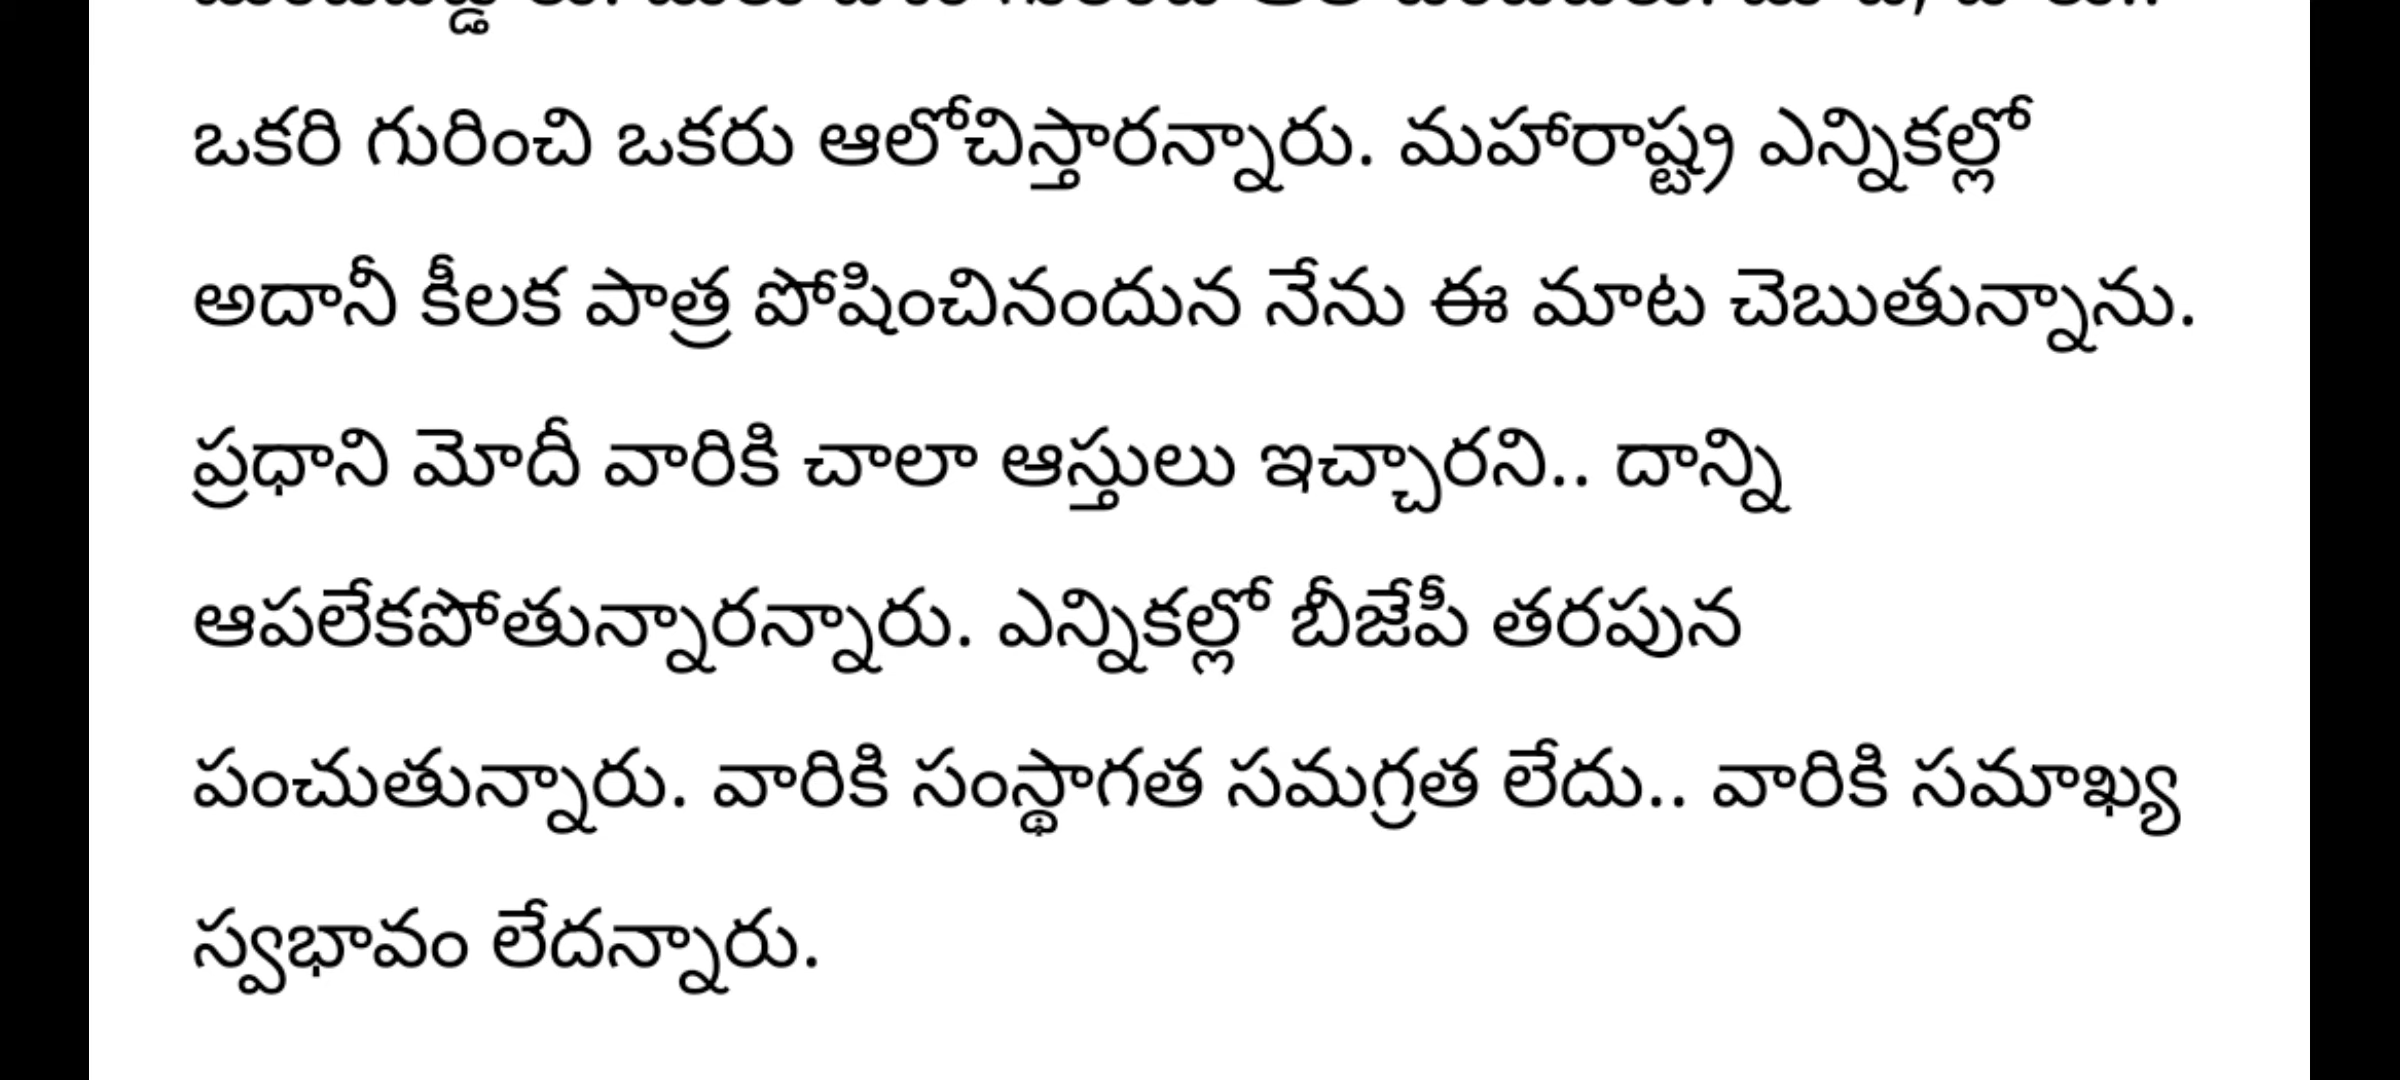 ఒకరి గురించి ఒకరు ఆలోచిస్తారన్నారు. మహారాష్ట్ర ఎన్నికల్లో
అదానీ కీలక పాత్ర పోషించినందున నేను ఈ మాట చెబుతున్నాను.
ప్రధాని మోదీ వారికి చాలా ఆస్తులు ఇచ్చారని.. దాన్ని
ఆపలేకపోతున్నారన్నారు. ఎన్నికల్లో బీజేపీ తరపున
పంచుతున్నారు. వారికి సంస్థాగత సమగ్రత లేదు.. వారికి సమాఖ్య
స్వభావం లేదన్నారు.